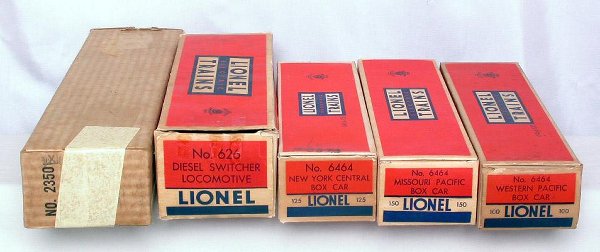 NO. 2350
LIONEL
TRAINS
No. 626
DIESEL SWITCHER
LOCOMOTIVE
LIONEL
LIONEL
TRAINS
No. 6464
NEW YORK CENTRAL
BOX CAR
125 LIONEL 125
LIONEL
TRAINS
No. 6464
MISSOURI PACIFIC
BOX CAR
150 LIONEL 150
LIONEL
TRAINS
No. 6464
WESTERN PACIFIC
BOX CAR
100 LIONEL 100